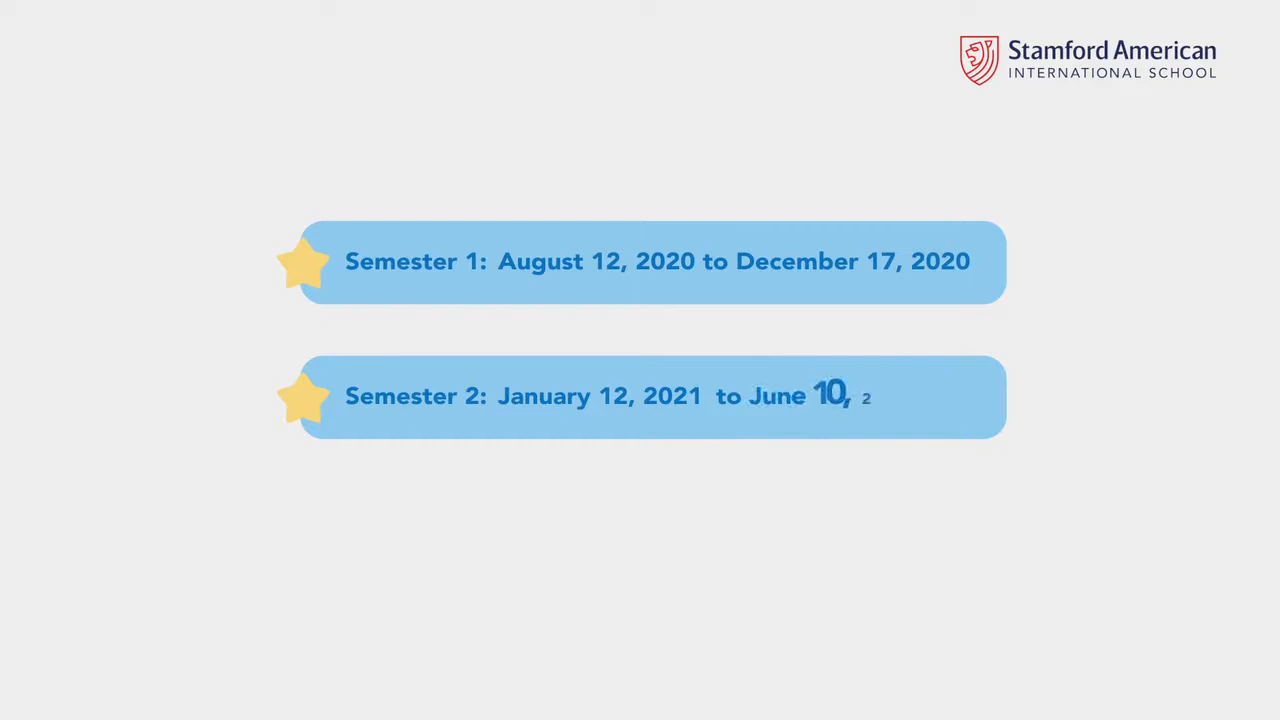 Stamford American
INTERNATIONAL SCHOOL
Semester 1: August 12, 2020 to December 17, 2020
Semester 2: January 12, 2021 to June 10, 2